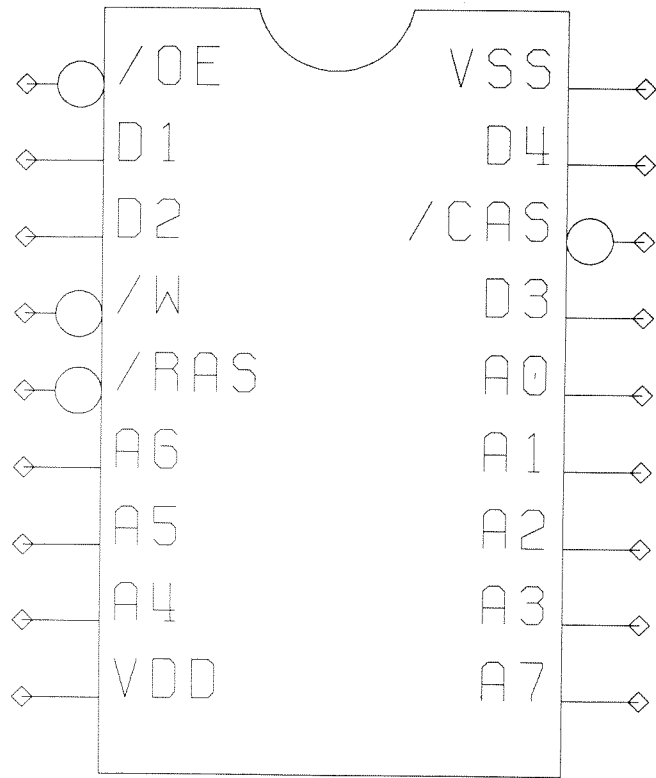 /OE VSS
D1 D4
D2 /CAS
/W D3
/RAS A0
A6 A1
A5 A2
A4 A3
VDD A7